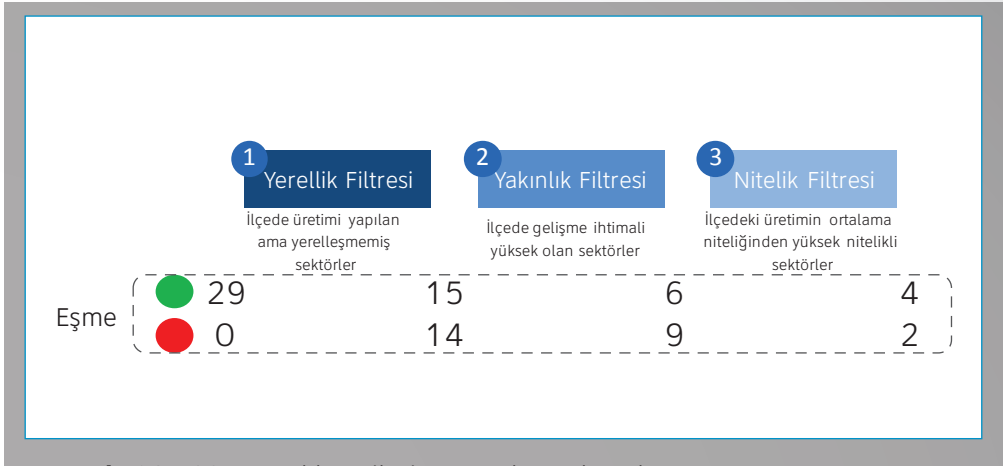 1
Yerellik Filtresi
İlçede üretimi yapılan
ama yerelleşmemiş
sektörler
2
Yakınlık Filtresi
İlçede gelişme ihtimali
yüksek olan sektörler
3
Nitelik Filtresi
İlçedeki üretimin ortalama
niteliğinden yüksek nitelikli
sektörler
Eşme
29 15 6 4
0 14 9 2